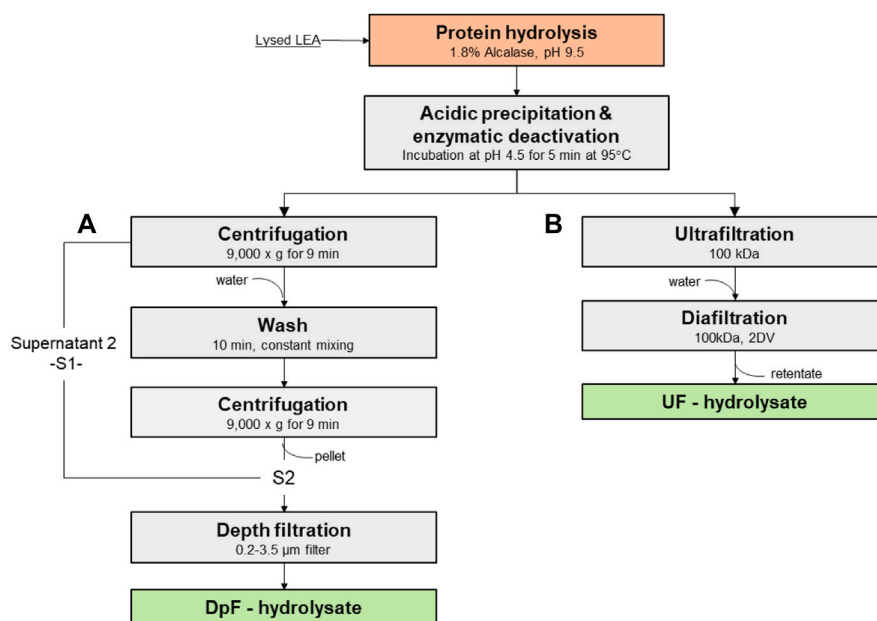 Lysed LEA
Protein hydrolysis
1.8% Alcalase, pH 9.5
Acidic precipitation &
enzymatic deactivation
Incubation at pH 4.5 for 5 min at 95°C
A
Centrifugation
9,000 x g for 9 min
water
Wash
10 min, constant mixing
Supernatant 2
-S1-
Centrifugation
9,000 x g for 9 min
pellet
S2
Depth filtration
0.2-3.5 µm filter
DpF - hydrolysate
B
Ultrafiltration
100 kDa
water
Diafiltration
100kDa, 2DV
retentate
UF - hydrolysate